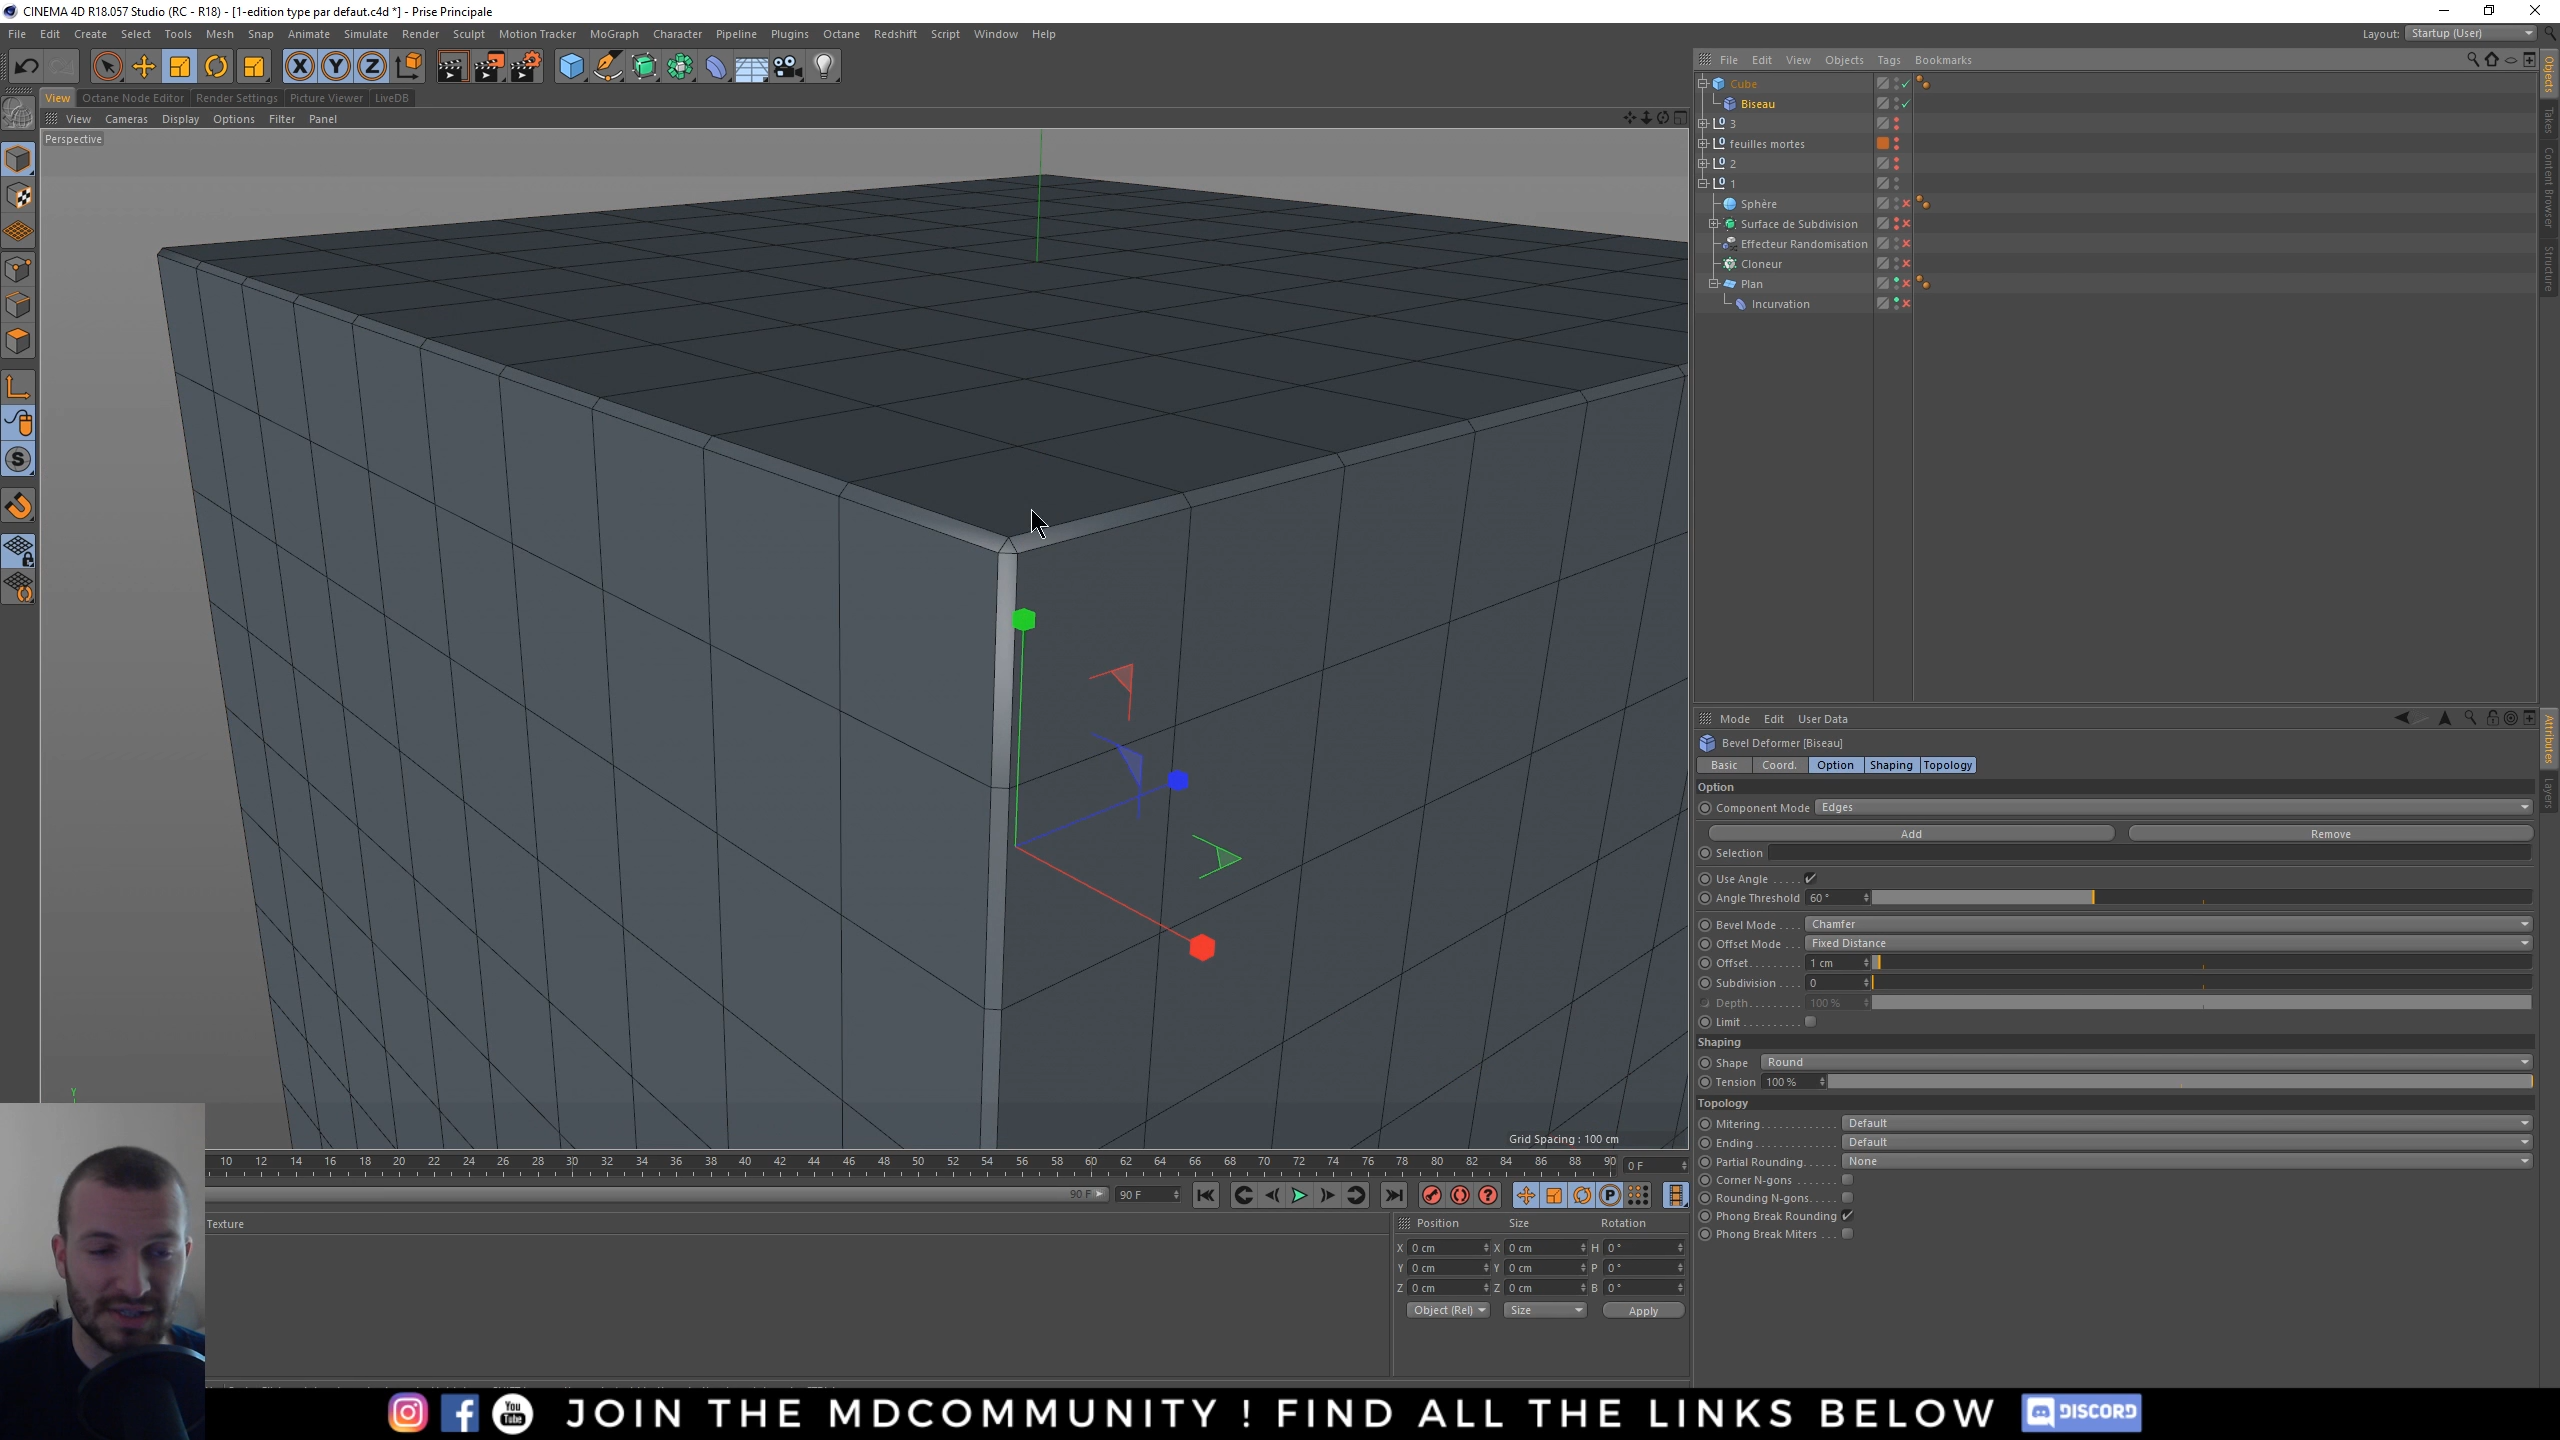 CINEMA 4D R18.057 Studio (RC - R18) - [1-edition type par defaut.c4d *] - Prise Principale
File Edit Create Select Tools Mesh Snap Animate Simulate Render Sculpt Motion Tracker MoGraph Character Pipeline Plugins Octane Redshift Script Window Help
Layout: Startup (User)
File Edit View Objects Tags Bookmarks
View Octane Node Editor Render Settings Picture Viewer LiveDB
View Cameras Display Options Filter Panel
Perspective
Cube
Biseau
3
feuilles mortes
2
1
Sphère
Surface de Subdivision
Effecteur Randomisation
Cloneur
Plan
Incurvation
Objects
Takes
Content Browser
Structure
Mode Edit User Data
Bevel Deformer [Biseau]
Basic Coord. Option Shaping Topology
Option
Component Mode Edges
Add Remove
Selection
Use Angle
Angle Threshold 60 °
Bevel Mode Chamfer
Offset Mode Fixed Distance
Offset 1 cm
Subdivision 0
Depth 100 %
Limit
Shaping
Shape Round
Tension 100 %
Topology
Mitering Default
Ending Default
Partial Rounding None
Corner N-gons
Rounding N-gons
Phong Break Rounding
Phong Break Miters
Attributes
Layers
Y
Grid Spacing : 100 cm
10 12 14 16 18 20 22 24 26 28 30 32 34 36 38 40 42 44 46 48 50 52 54 56 58 60 62 64 66 68 70 72 74 76 78 80 82 84 86 88 90 0 F
90 F 90 F
Texture
Position Size Rotation
X 0 cm X 0 cm H 0 °
Y 0 cm Y 0 cm P 0 °
Z 0 cm Z 0 cm B 0 °
Object (Rel) Size Apply
JOIN THE MDCOMMUNITY ! FIND ALL THE LINKS BELOW
You Tube
DISCORD